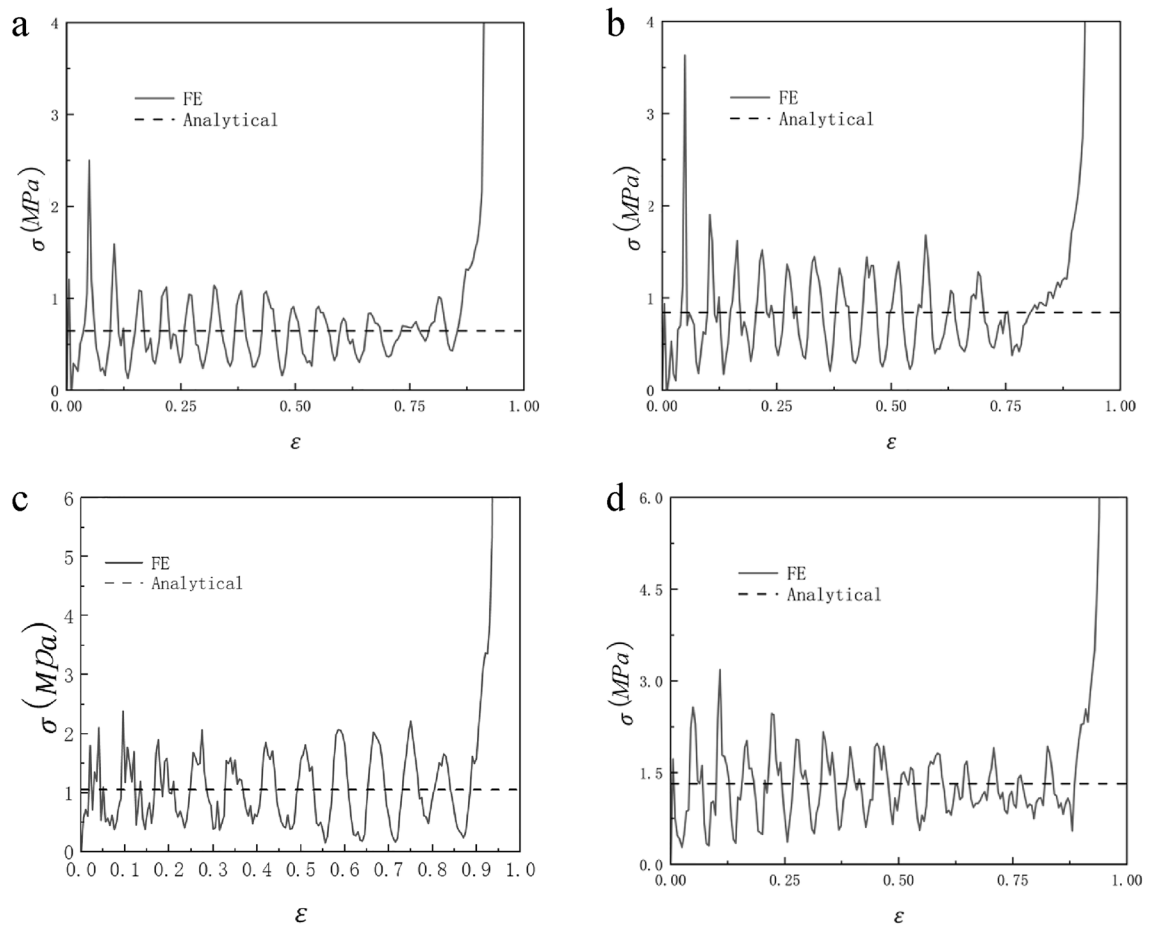 a
4
3
2
1
0
σ (MPa)
FE
Analytical
0.00 0.25 0.50 0.75 1.00
ε
b
4
3
2
1
0
σ (MPa)
FE
Analytical
0.00 0.25 0.50 0.75 1.00
ε
c
6
5
4
3
2
1
0
σ (Mpa)
FE
Analytical
0.0 0.1 0.2 0.3 0.4 0.5 0.6 0.7 0.8 0.9 1.0
ε
d
6.0
4.5
3.0
1.5
0.0
σ (MPa)
FE
Analytical
0.00 0.25 0.50 0.75 1.00
ε